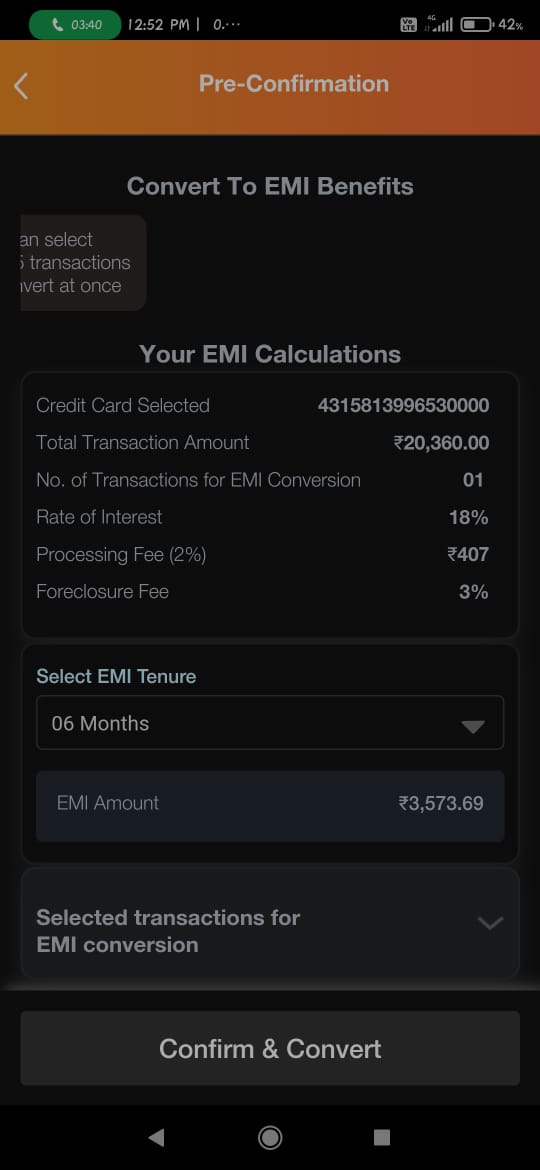 03:40 12:52 PM | 0.··· Vo LTE 4G 42%
Pre-Confirmation
Convert To EMI Benefits
an select
5 transactions
nvert at once
Your EMI Calculations
Credit Card Selected 4315813996530000
Total Transaction Amount ₹20,360.00
No. of Transactions for EMI Conversion 01
Rate of Interest 18%
Processing Fee (2%) ₹407
Foreclosure Fee 3%
Select EMI Tenure
06 Months
EMI Amount ₹3,573.69
Selected transactions for
EMI conversion
Confirm & Convert